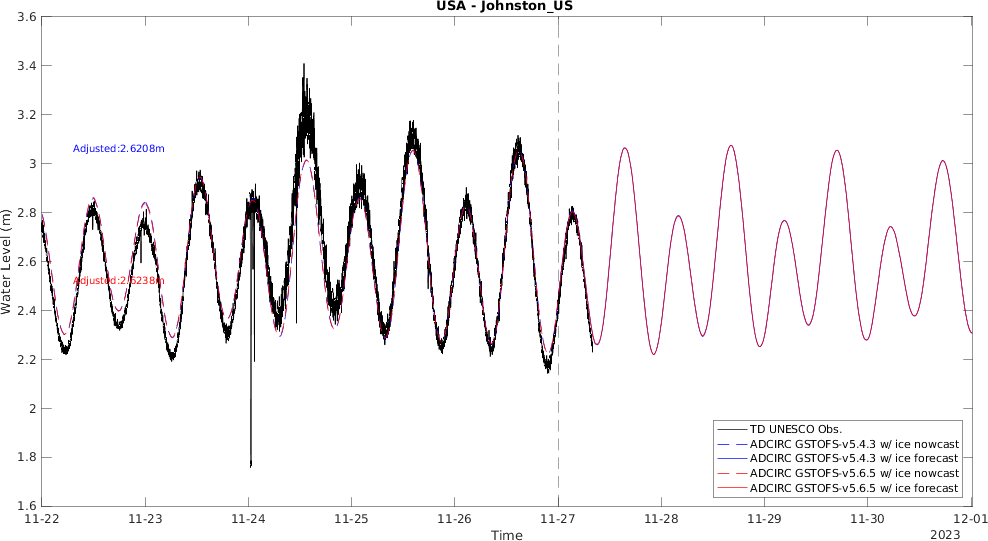 USA - Johnston_US
3.6
3.4
3.2
3
2.8
2.6
2.4
2.2
2
1.8
1.6
Water Level (m)
Adjusted:2.6208m
Adjusted:2.6238m
TD UNESCO Obs.
ADCIRC GSTOFS-v5.4.3 w/ ice nowcast
ADCIRC GSTOFS-v5.4.3 w/ ice forecast
ADCIRC GSTOFS-v5.6.5 w/ ice nowcast
ADCIRC GSTOFS-v5.6.5 w/ ice forecast
11-22 11-23 11-24 11-25 11-26 11-27 11-28 11-29 11-30 12-01
Time
2023